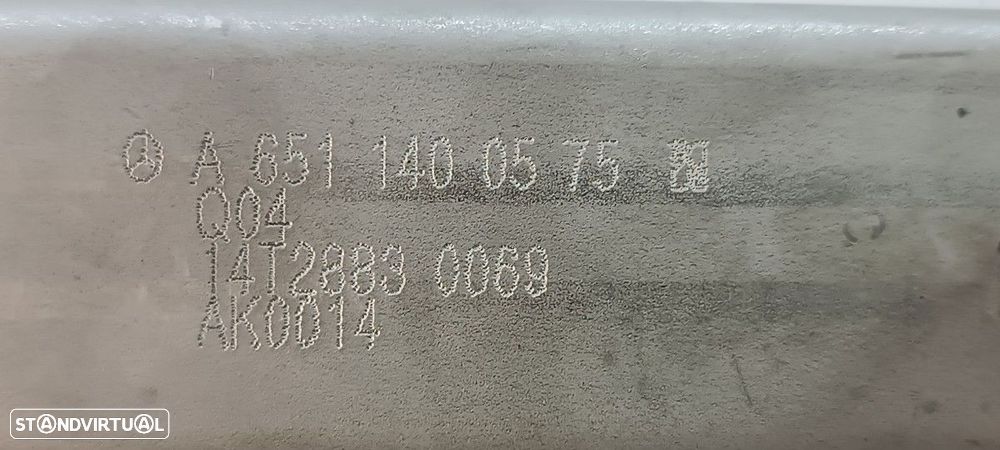 A 651 140 05 75
Q04
14T2883 0069
AK0014
STANDVIRTUAL